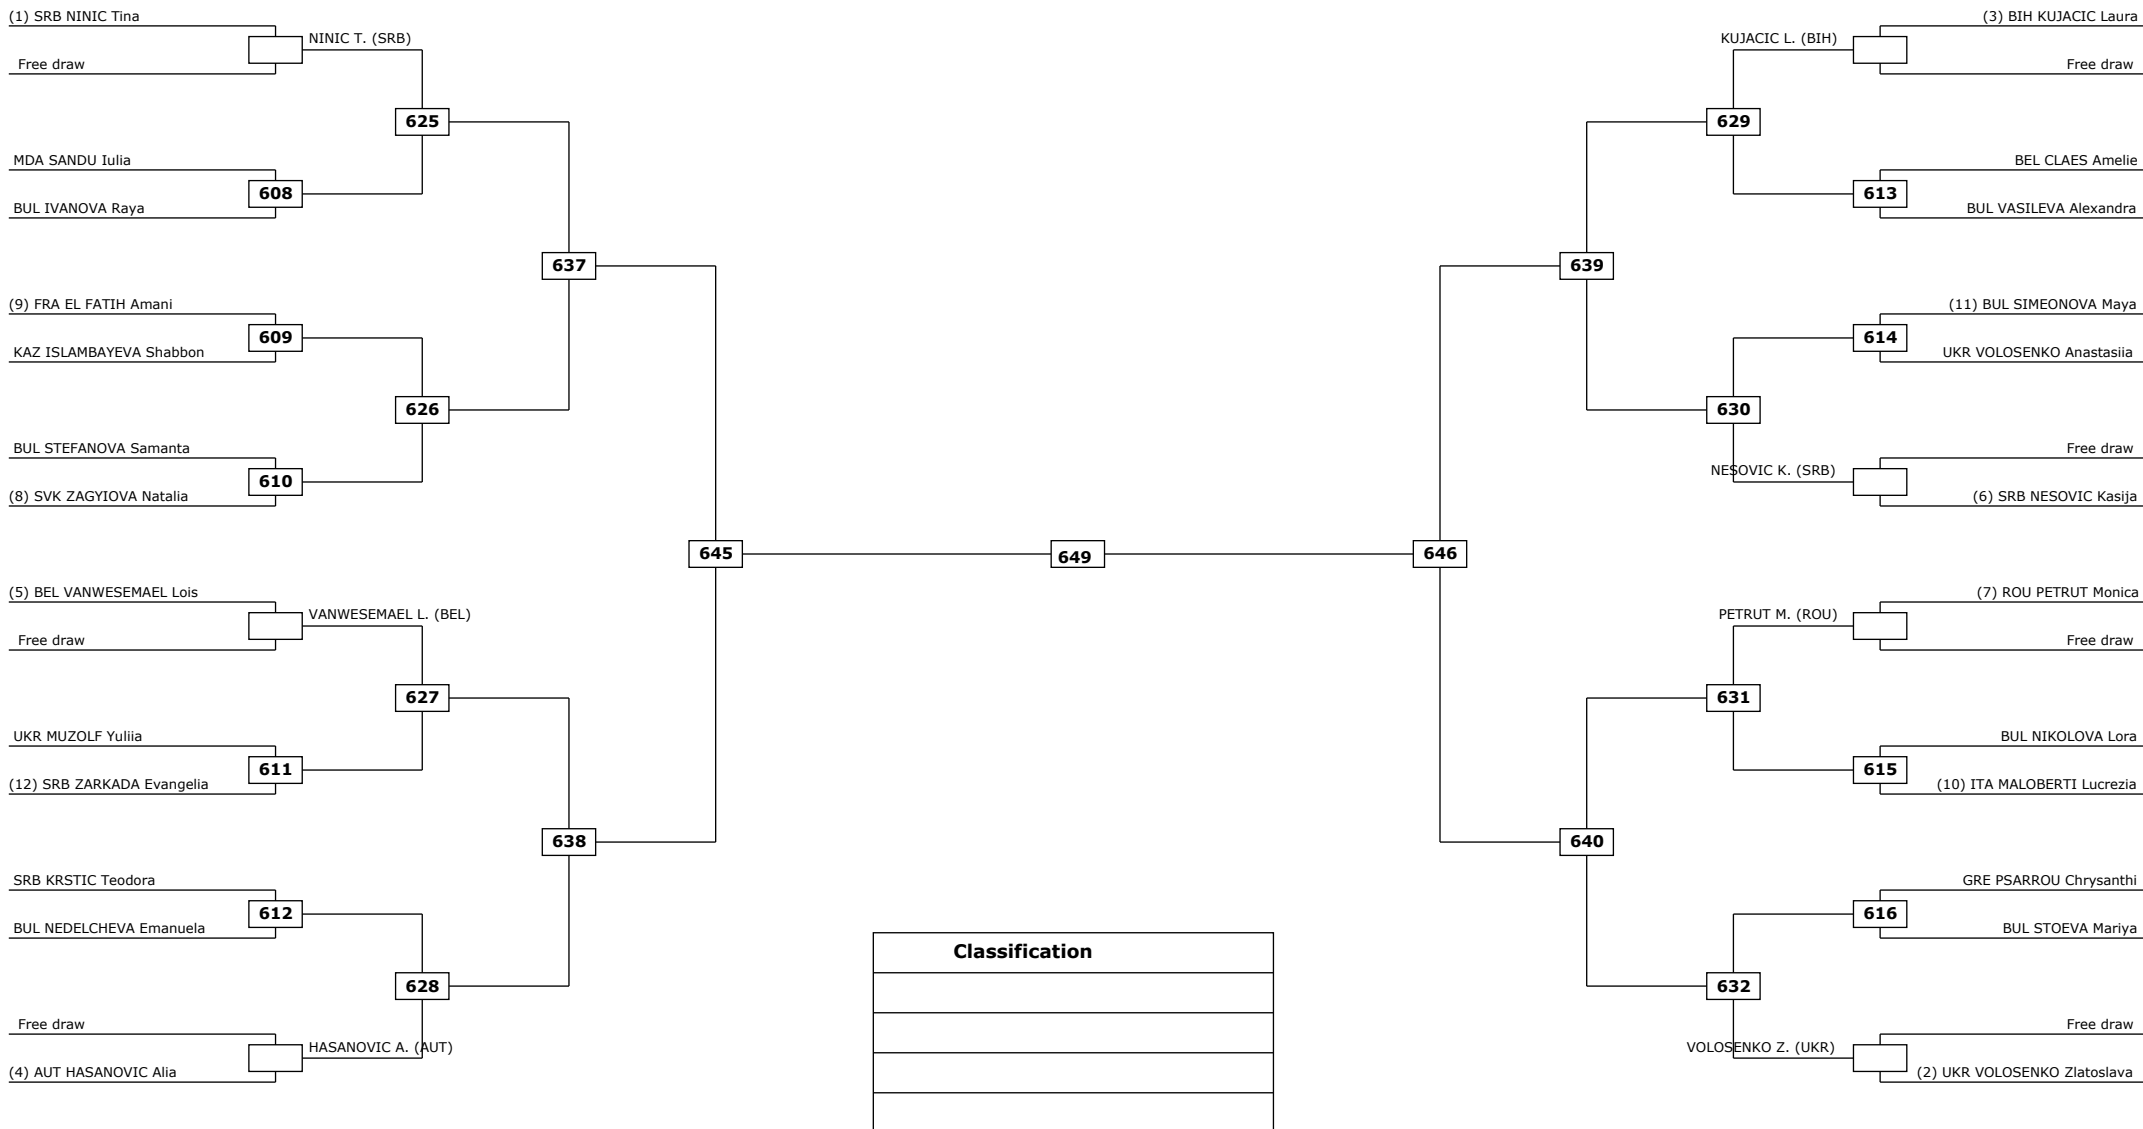 (1) SRB NINIC Tina
NINIC T. (SRB)
Free draw
625
MDA SANDU Iulia
608
BUL IVANOVA Raya
637
(9) FRA EL FATIH Amani
609
KAZ ISLAMBAYEVA Shabbon
626
BUL STEFANOVA Samanta
610
(8) SVK ZAGYIOVA Natalia
645
(5) BEL VANWESEMAEL Lois
VANWESEMAEL L. (BEL)
Free draw
627
UKR MUZOLF Yuliia
611
(12) SRB ZARKADA Evangelia
638
SRB KRSTIC Teodora
612
BUL NEDELCHEVA Emanuela
628
Free draw
HASANOVIC A. (AUT)
(4) AUT HASANOVIC Alia
649
(3) BIH KUJACIC Laura
KUJACIC L. (BIH)
Free draw
629
BEL CLAES Amelie
613
BUL VASILEVA Alexandra
639
(11) BUL SIMEONOVA Maya
614
UKR VOLOSENKO Anastasiia
630
Free draw
NESOVIC K. (SRB)
(6) SRB NESOVIC Kasija
646
(7) ROU PETRUT Monica
PETRUT M. (ROU)
Free draw
631
BUL NIKOLOVA Lora
615
(10) ITA MALOBERTI Lucrezia
640
GRE PSARROU Chrysanthi
616
BUL STOEVA Mariya
632
Free draw
VOLOSENKO Z. (UKR)
(2) UKR VOLOSENKO Zlatoslava
Classification